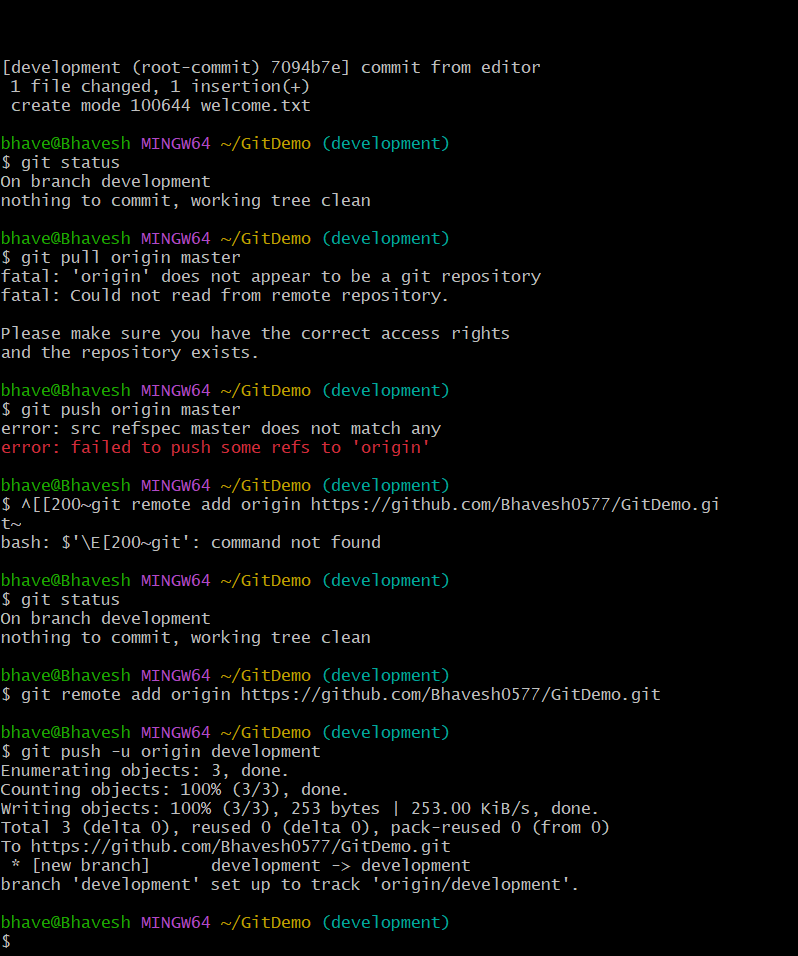 [development (root-commit) 7094b7e] commit from editor
 1 file changed, 1 insertion(+)
 create mode 100644 welcome.txt
bhave@Bhavesh MINGW64 ~/GitDemo (development)
$ git status
On branch development
nothing to commit, working tree clean
bhave@Bhavesh MINGW64 ~/GitDemo (development)
$ git pull origin master
fatal: 'origin' does not appear to be a git repository
fatal: Could not read from remote repository.
Please make sure you have the correct access rights
and the repository exists.
bhave@Bhavesh MINGW64 ~/GitDemo (development)
$ git push origin master
error: src refspec master does not match any
error: failed to push some refs to 'origin'
bhave@Bhavesh MINGW64 ~/GitDemo (development)
$ ^[[200~git remote add origin https://github.com/Bhavesh0577/GitDemo.gi
t~
bash: $'\E[200~git': command not found
bhave@Bhavesh MINGW64 ~/GitDemo (development)
$ git status
On branch development
nothing to commit, working tree clean
bhave@Bhavesh MINGW64 ~/GitDemo (development)
$ git remote add origin https://github.com/Bhavesh0577/GitDemo.git
bhave@Bhavesh MINGW64 ~/GitDemo (development)
$ git push -u origin development
Enumerating objects: 3, done.
Counting objects: 100% (3/3), done.
Writing objects: 100% (3/3), 253 bytes | 253.00 KiB/s, done.
Total 3 (delta 0), reused 0 (delta 0), pack-reused 0 (from 0)
To https://github.com/Bhavesh0577/GitDemo.git
 * [new branch]      development -> development
branch 'development' set up to track 'origin/development'.
bhave@Bhavesh MINGW64 ~/GitDemo (development)
$